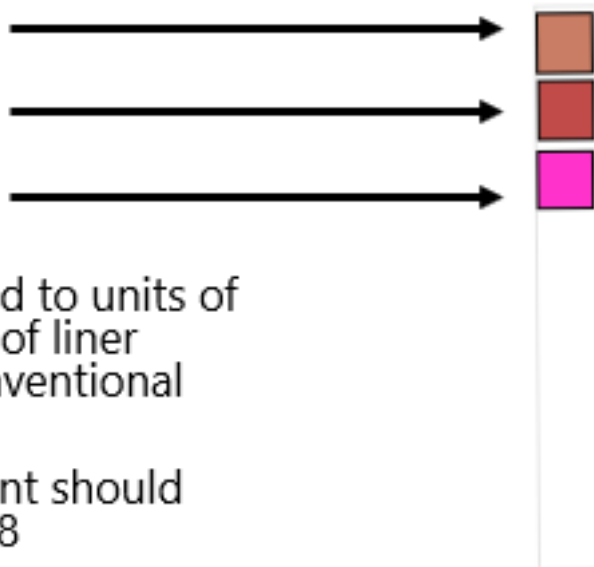 d to units of
of liner
ventional
nt should
8